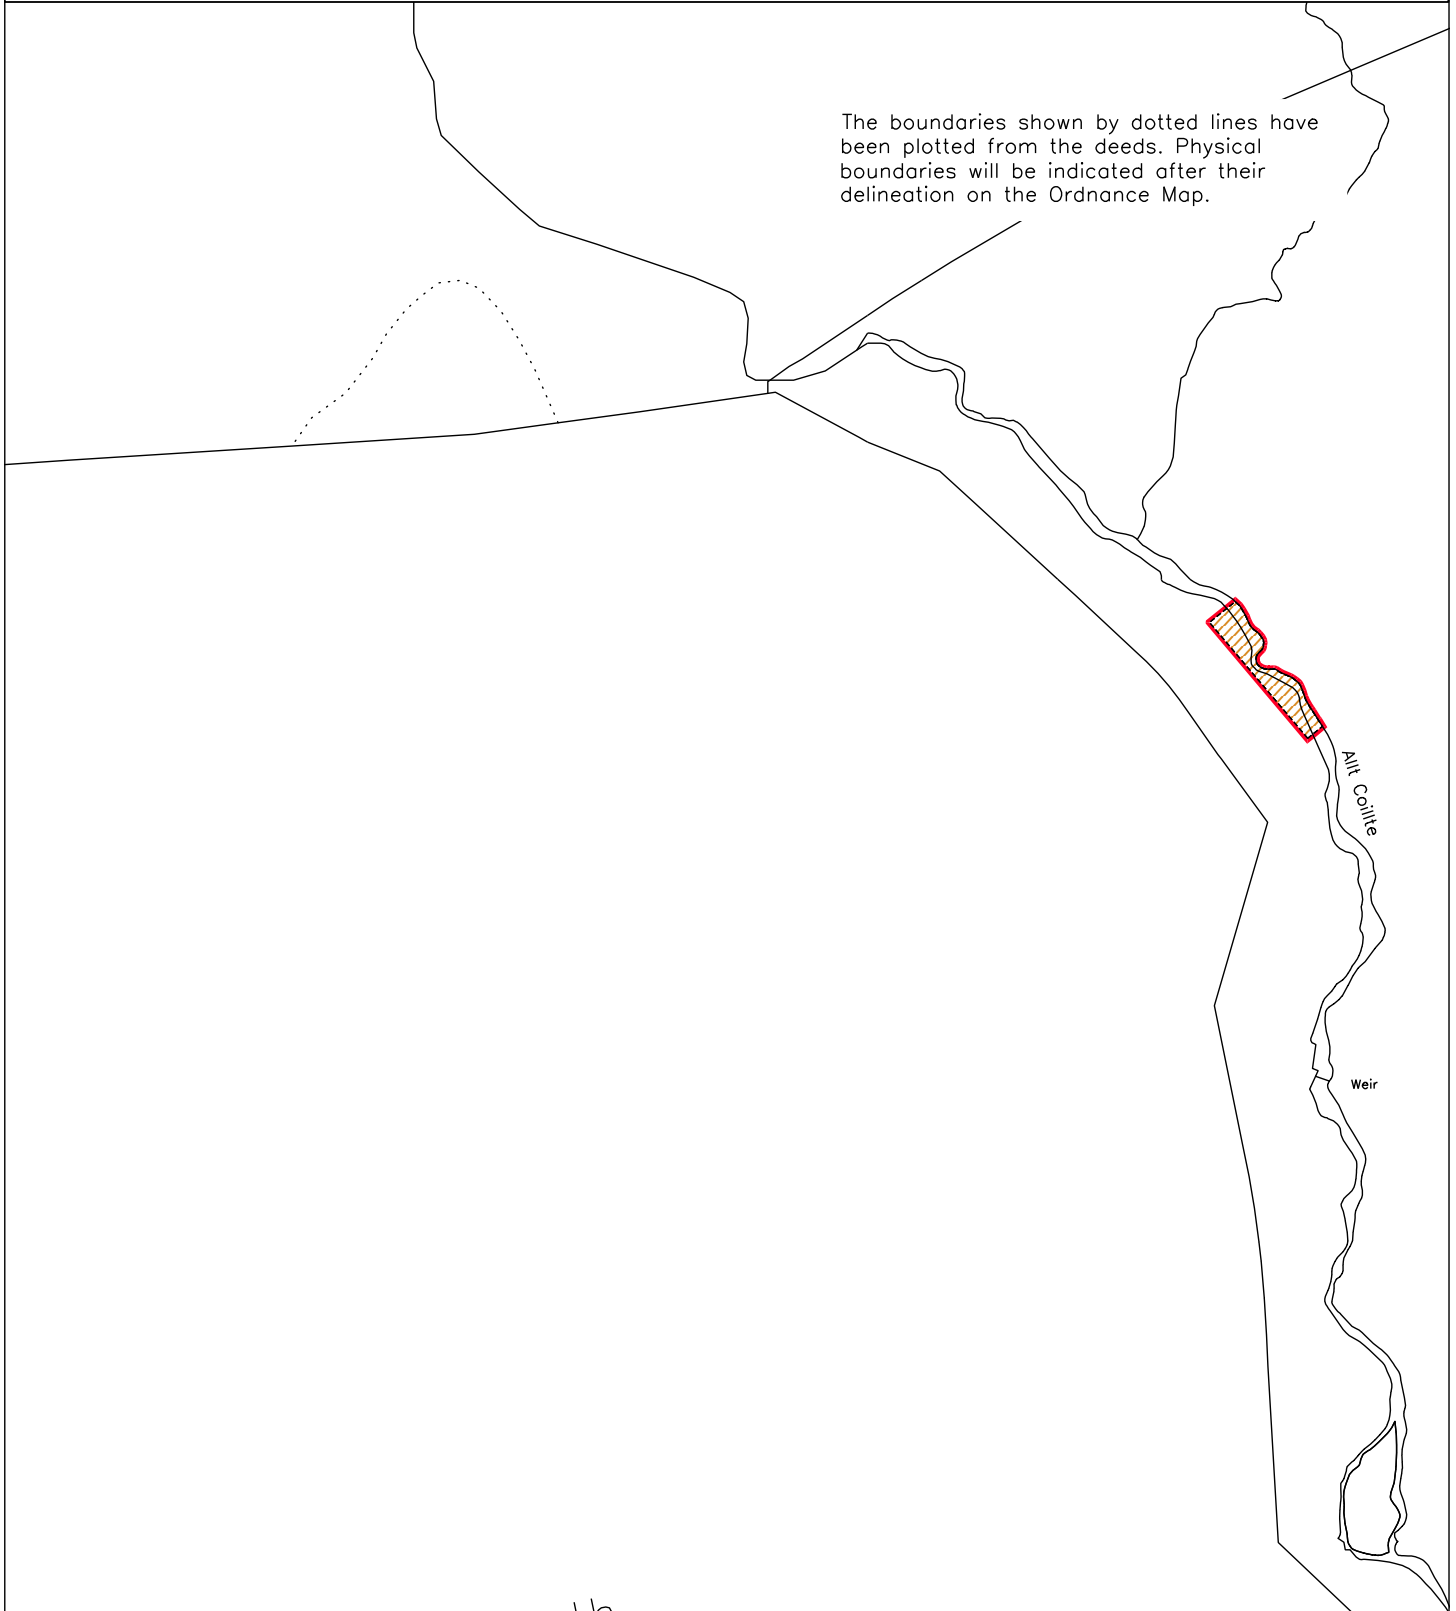 The boundaries shown by dotted lines have
been plotted from the deeds. Physical
boundaries will be indicated after their
delineation on the Ordnance Map.
Allt Coillte
Weir